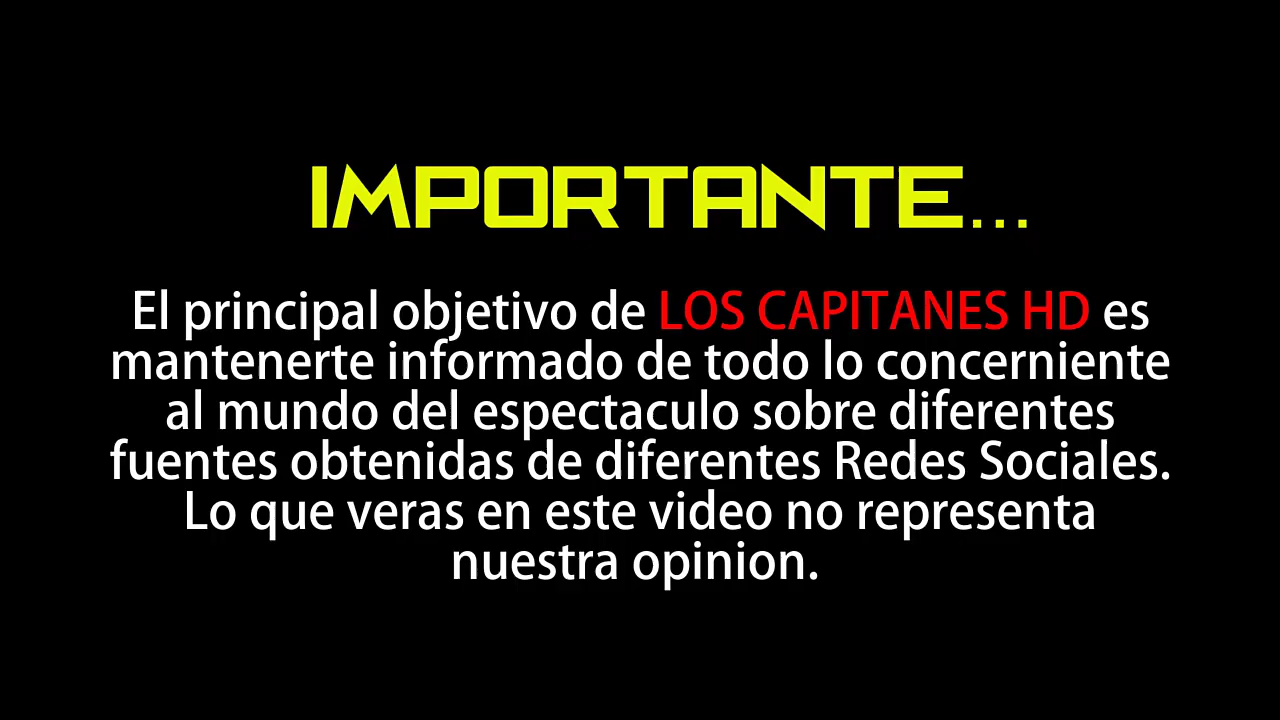 IMPORTANTE...
El principal objetivo de LOS CAPITANES HD es
mantenerte informado de todo lo concerniente
al mundo del espectaculo sobre diferentes
fuentes obtenidas de diferentes Redes Sociales.
Lo que veras en este video no representa
nuestra opinion.